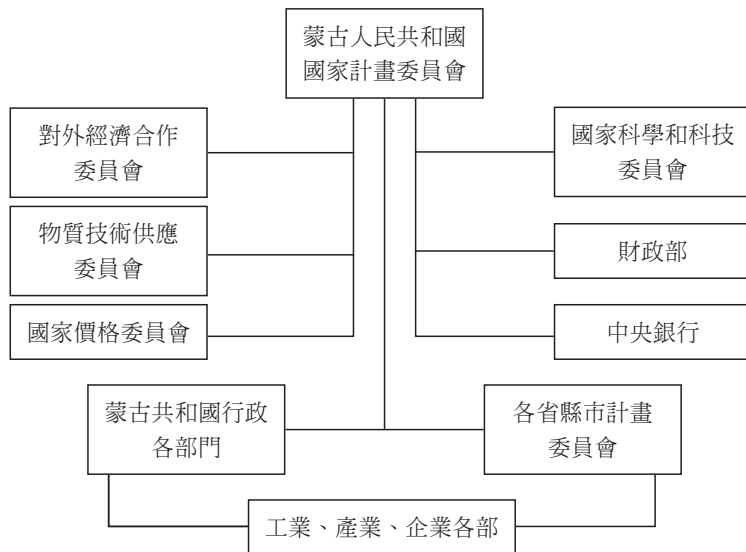 蒙古人民共和國
國家計畫委員會
對外經濟合作
委員會
國家科學和科技
委員會
物質技術供應
委員會
財政部
國家價格委員會
中央銀行
蒙古共和國行政
各部門
各省縣市計畫
委員會
工業、產業、企業各部